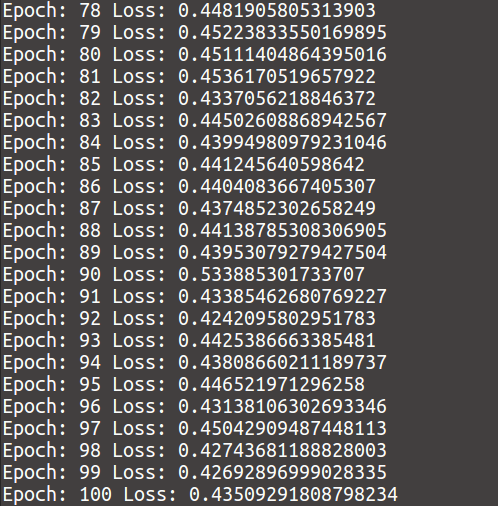 Epoch: 78 Loss: 0.4481905805313903
Epoch: 79 Loss: 0.45223833550169895
Epoch: 80 Loss: 0.45111404864395016
Epoch: 81 Loss: 0.4536170519657922
Epoch: 82 Loss: 0.4337056218846372
Epoch: 83 Loss: 0.44502608868942567
Epoch: 84 Loss: 0.43994980979231046
Epoch: 85 Loss: 0.441245640598642
Epoch: 86 Loss: 0.4404083667405307
Epoch: 87 Loss: 0.4374852302658249
Epoch: 88 Loss: 0.44138785308306905
Epoch: 89 Loss: 0.43953079279427504
Epoch: 90 Loss: 0.533885301733707
Epoch: 91 Loss: 0.43385462680769227
Epoch: 92 Loss: 0.4242095802951783
Epoch: 93 Loss: 0.4425386663385481
Epoch: 94 Loss: 0.43808660211189737
Epoch: 95 Loss: 0.446521971296258
Epoch: 96 Loss: 0.43138106302693346
Epoch: 97 Loss: 0.45042909487448113
Epoch: 98 Loss: 0.42743681188828003
Epoch: 99 Loss: 0.42692896999028335
Epoch: 100 Loss: 0.43509291808798234